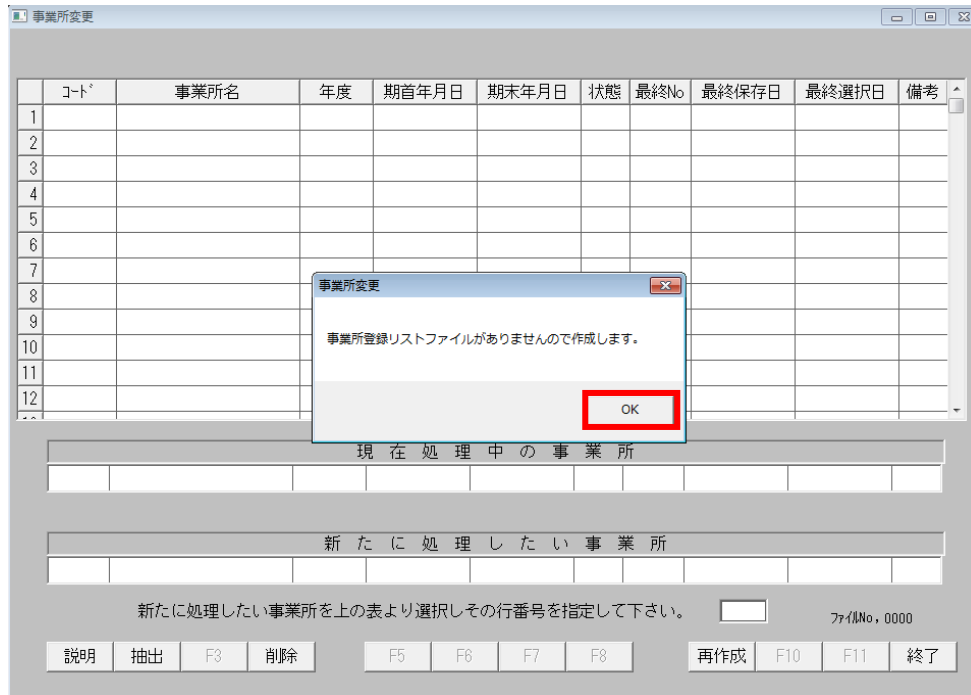 事業所変更
コード 事業所名 年度 期首年月日 期末年月日 状態 最終No 最終保存日 最終選択日 備考
1
2
3
4
5
6
7
事業所変更
8
事業所登録リストファイルがありませんので作成します。
9
10
11
12
OK
現在処理中の事業所
新たに処理したい事業所
新たに処理したい事業所を上の表より選択しその行番号を指定して下さい。
ファイルNo，0000
説明 抽出 F3 削除 F5 F6 F7 F8 再作成 F10 F11 終了